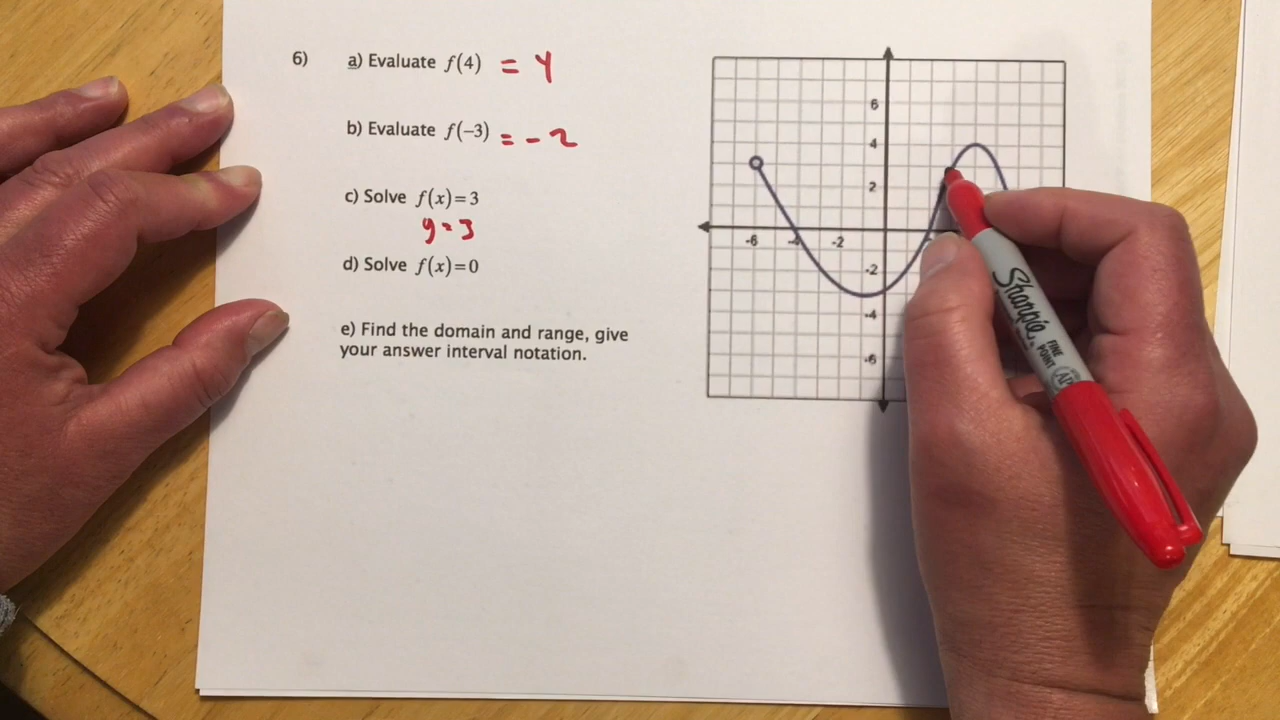 6) a) Evaluate f(4) = 4
b) Evaluate f(−3) = -2
c) Solve f(x)=3
y=3
d) Solve f(x)=0
e) Find the domain and range, give
your answer interval notation.
6
4
2
-6 -4 -2
-2
-4
-6
Sharpie
FINE
POINT
AP